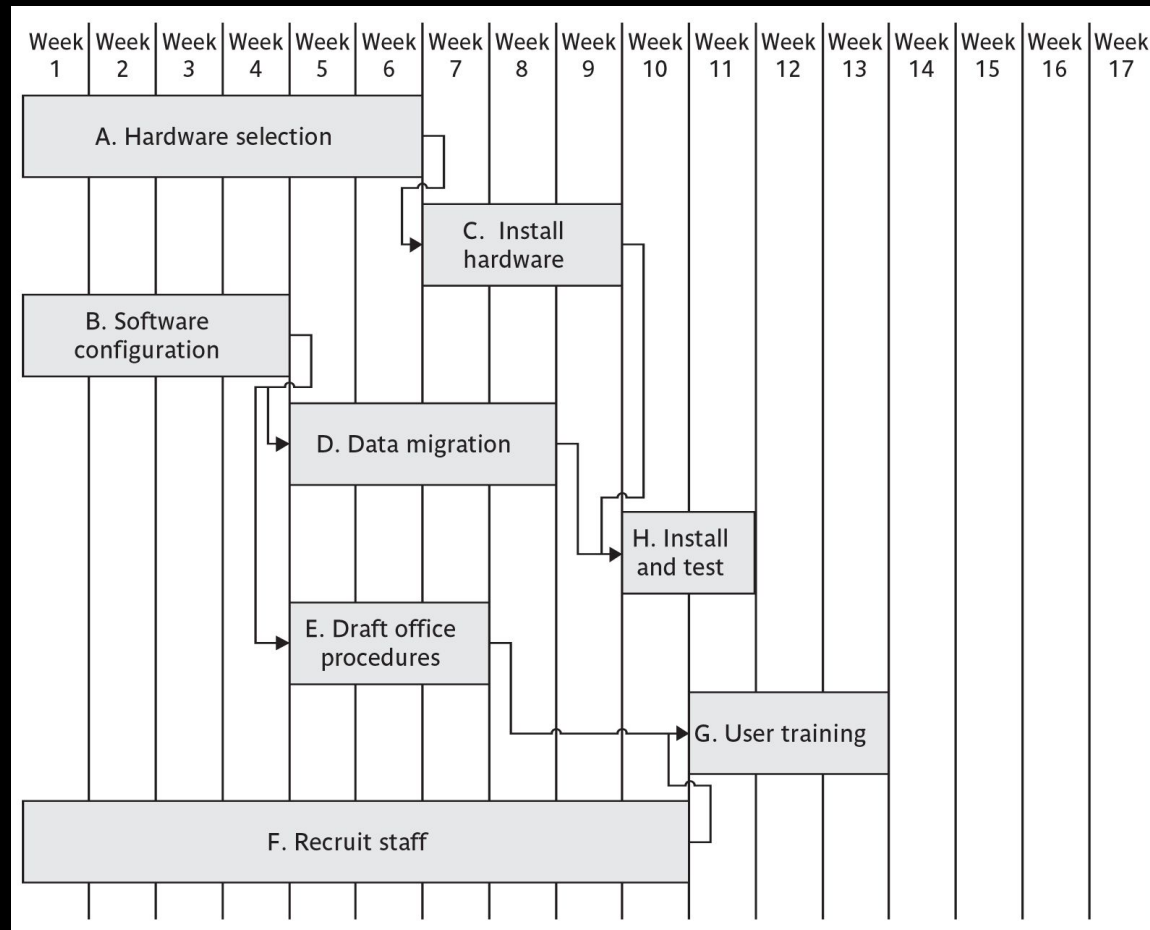 Week Week Week Week Week Week Week Week Week Week Week Week Week Week Week Week Week
1 2 3 4 5 6 7 8 9 10 11 12 13 14 15 16 17
A. Hardware selection
C. Install
hardware
B. Software
configuration
D. Data migration
H. Install
and test
E. Draft office
procedures
G. User training
F. Recruit staff